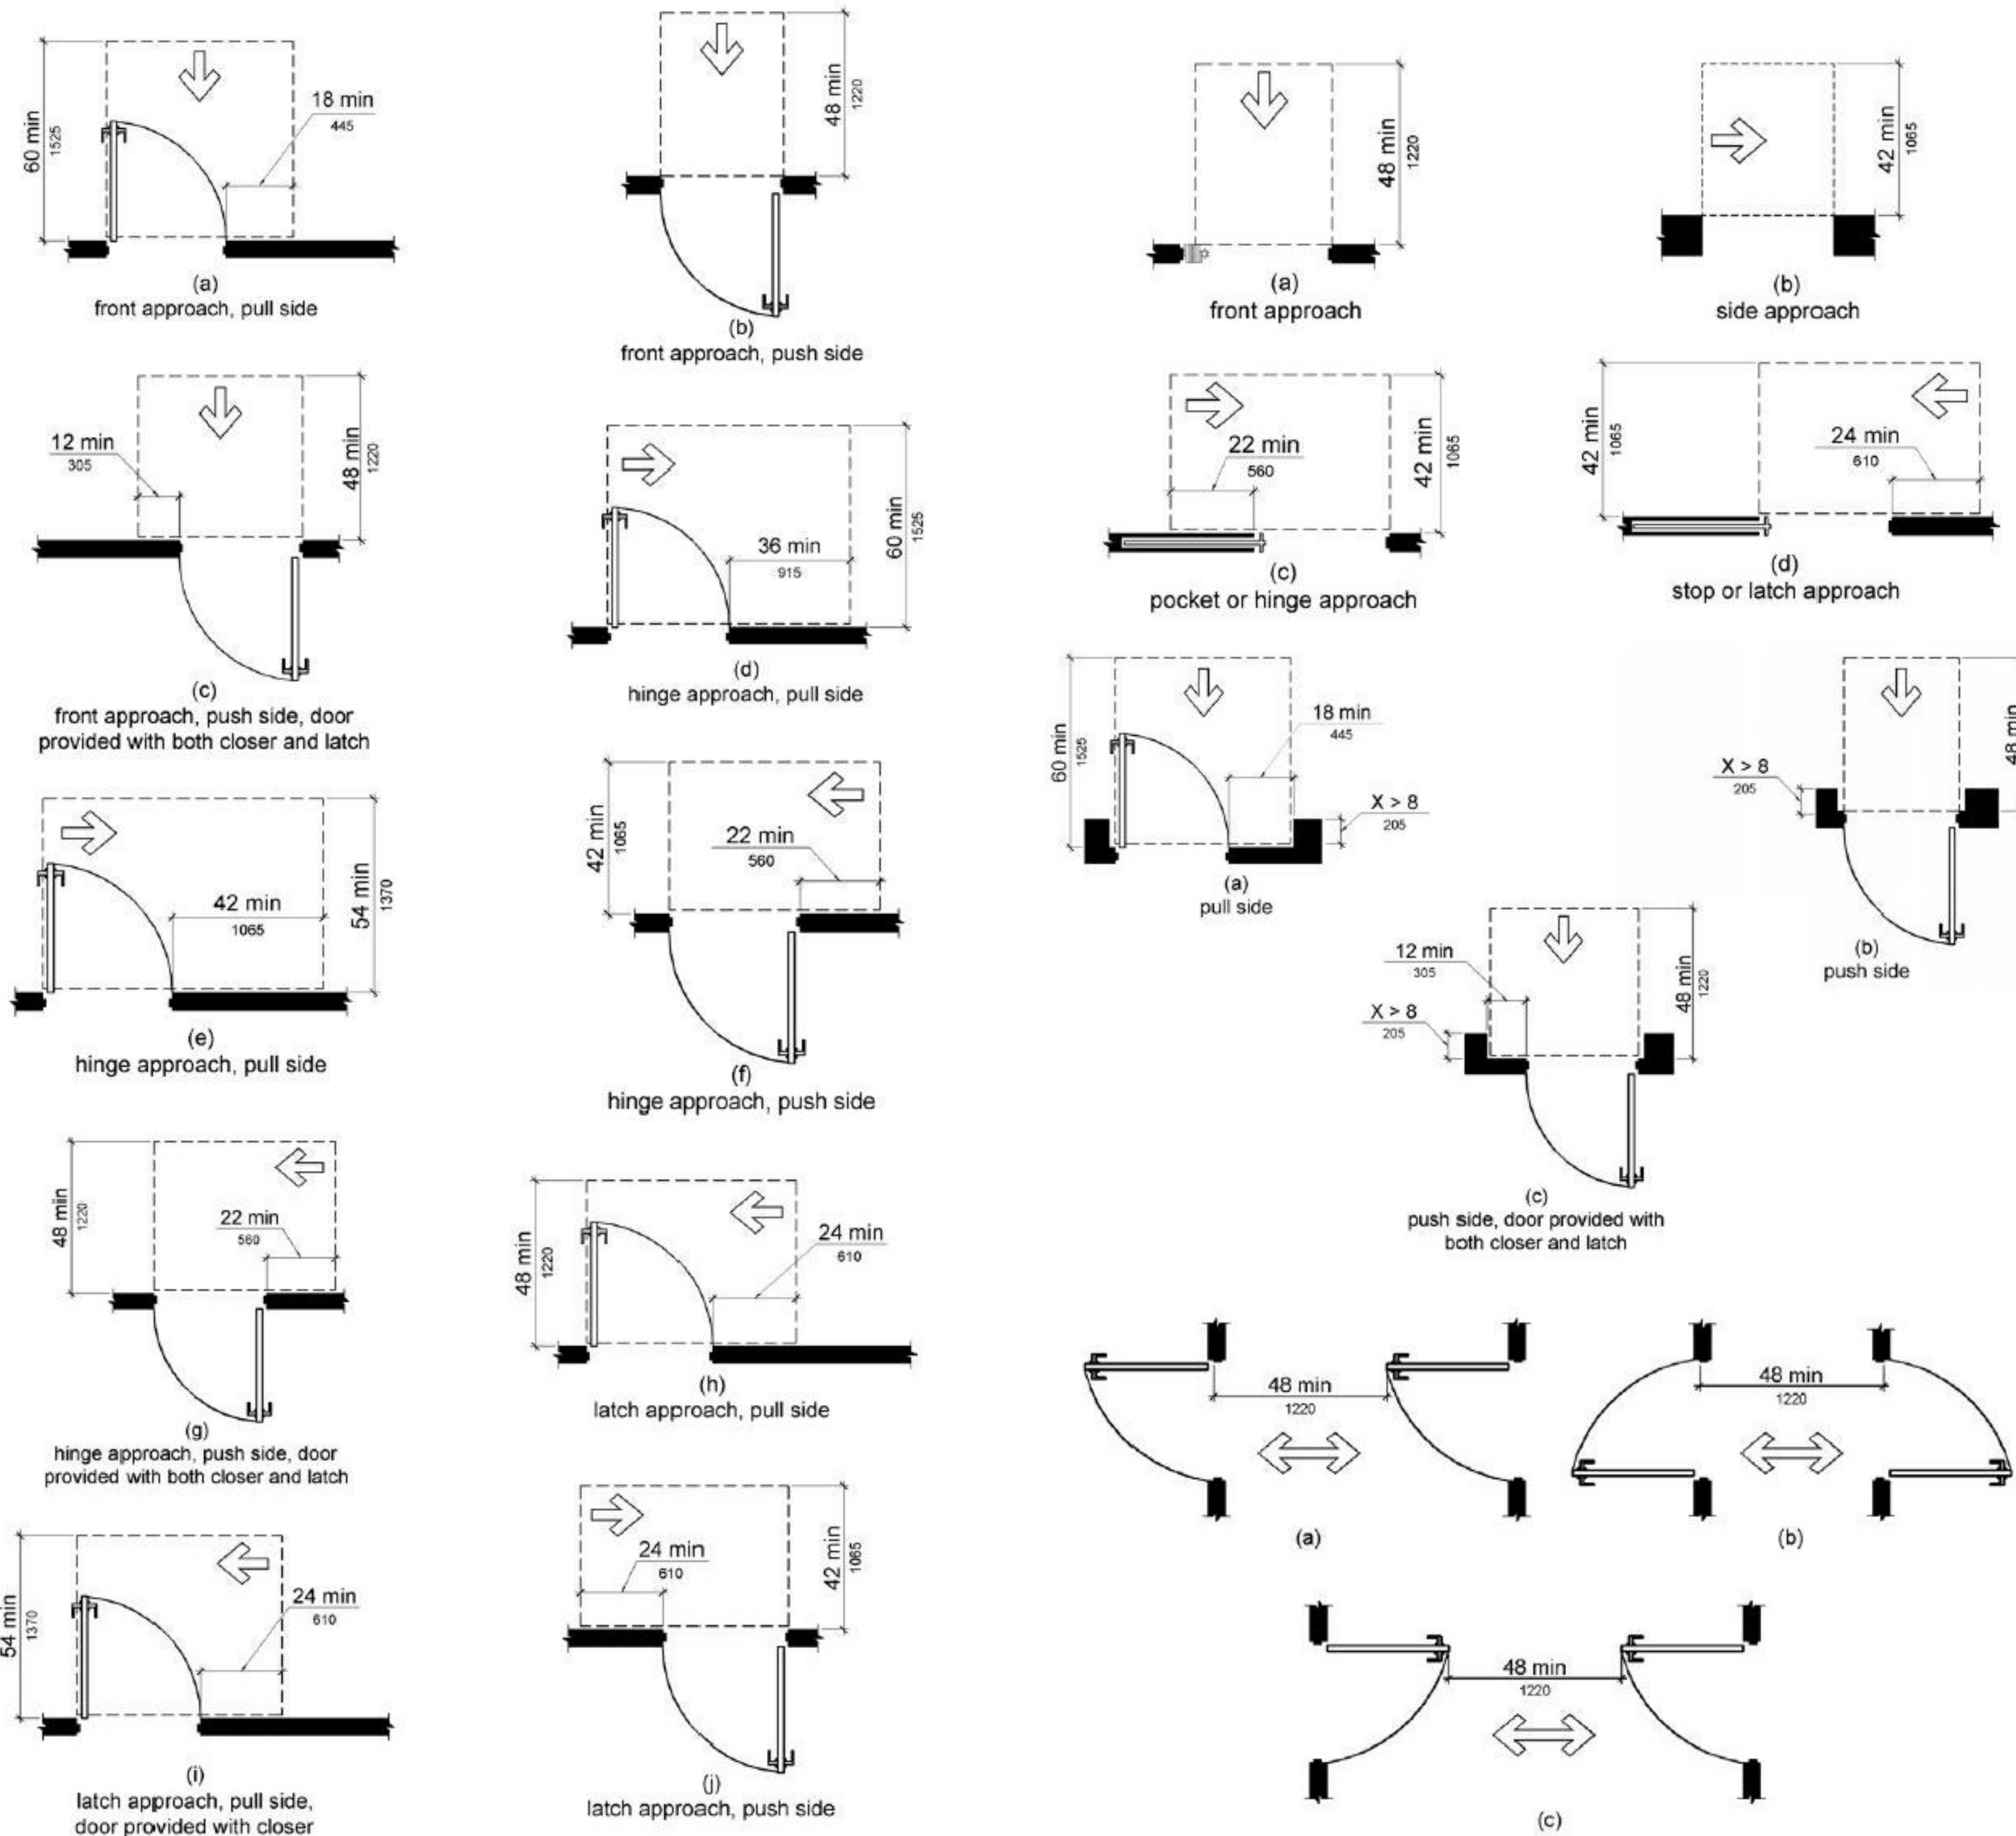 60 min
1525
18 min
445
(a)
front approach, pull side
48 min
1220
(b)
front approach, push side
12 min
305
48 min
1220
(c)
front approach, push side, door
provided with both closer and latch
36 min
915
60 min
1525
(d)
hinge approach, pull side
42 min
1065
54 min
1370
(e)
hinge approach, pull side
42 min
1065
22 min
560
(f)
hinge approach, push side
48 min
1220
22 min
560
(g)
hinge approach, push side, door
provided with both closer and latch
48 min
1220
24 min
610
(h)
latch approach, pull side
54 min
1370
24 min
610
(i)
latch approach, pull side,
door provided with closer
24 min
610
42 min
1065
(j)
latch approach, push side
48 min
1220
(a)
front approach
42 min
1065
(b)
side approach
22 min
560
42 min
1065
(c)
pocket or hinge approach
42 min
1065
24 min
610
(d)
stop or latch approach
60 min
1525
18 min
445
X > 8
205
(a)
pull side
X > 8
205
48 min
(b)
push side
12 min
305
X > 8
205
48 min
1220
(c)
push side, door provided with
both closer and latch
48 min
1220
(a)
48 min
1220
(b)
48 min
1220
(c)